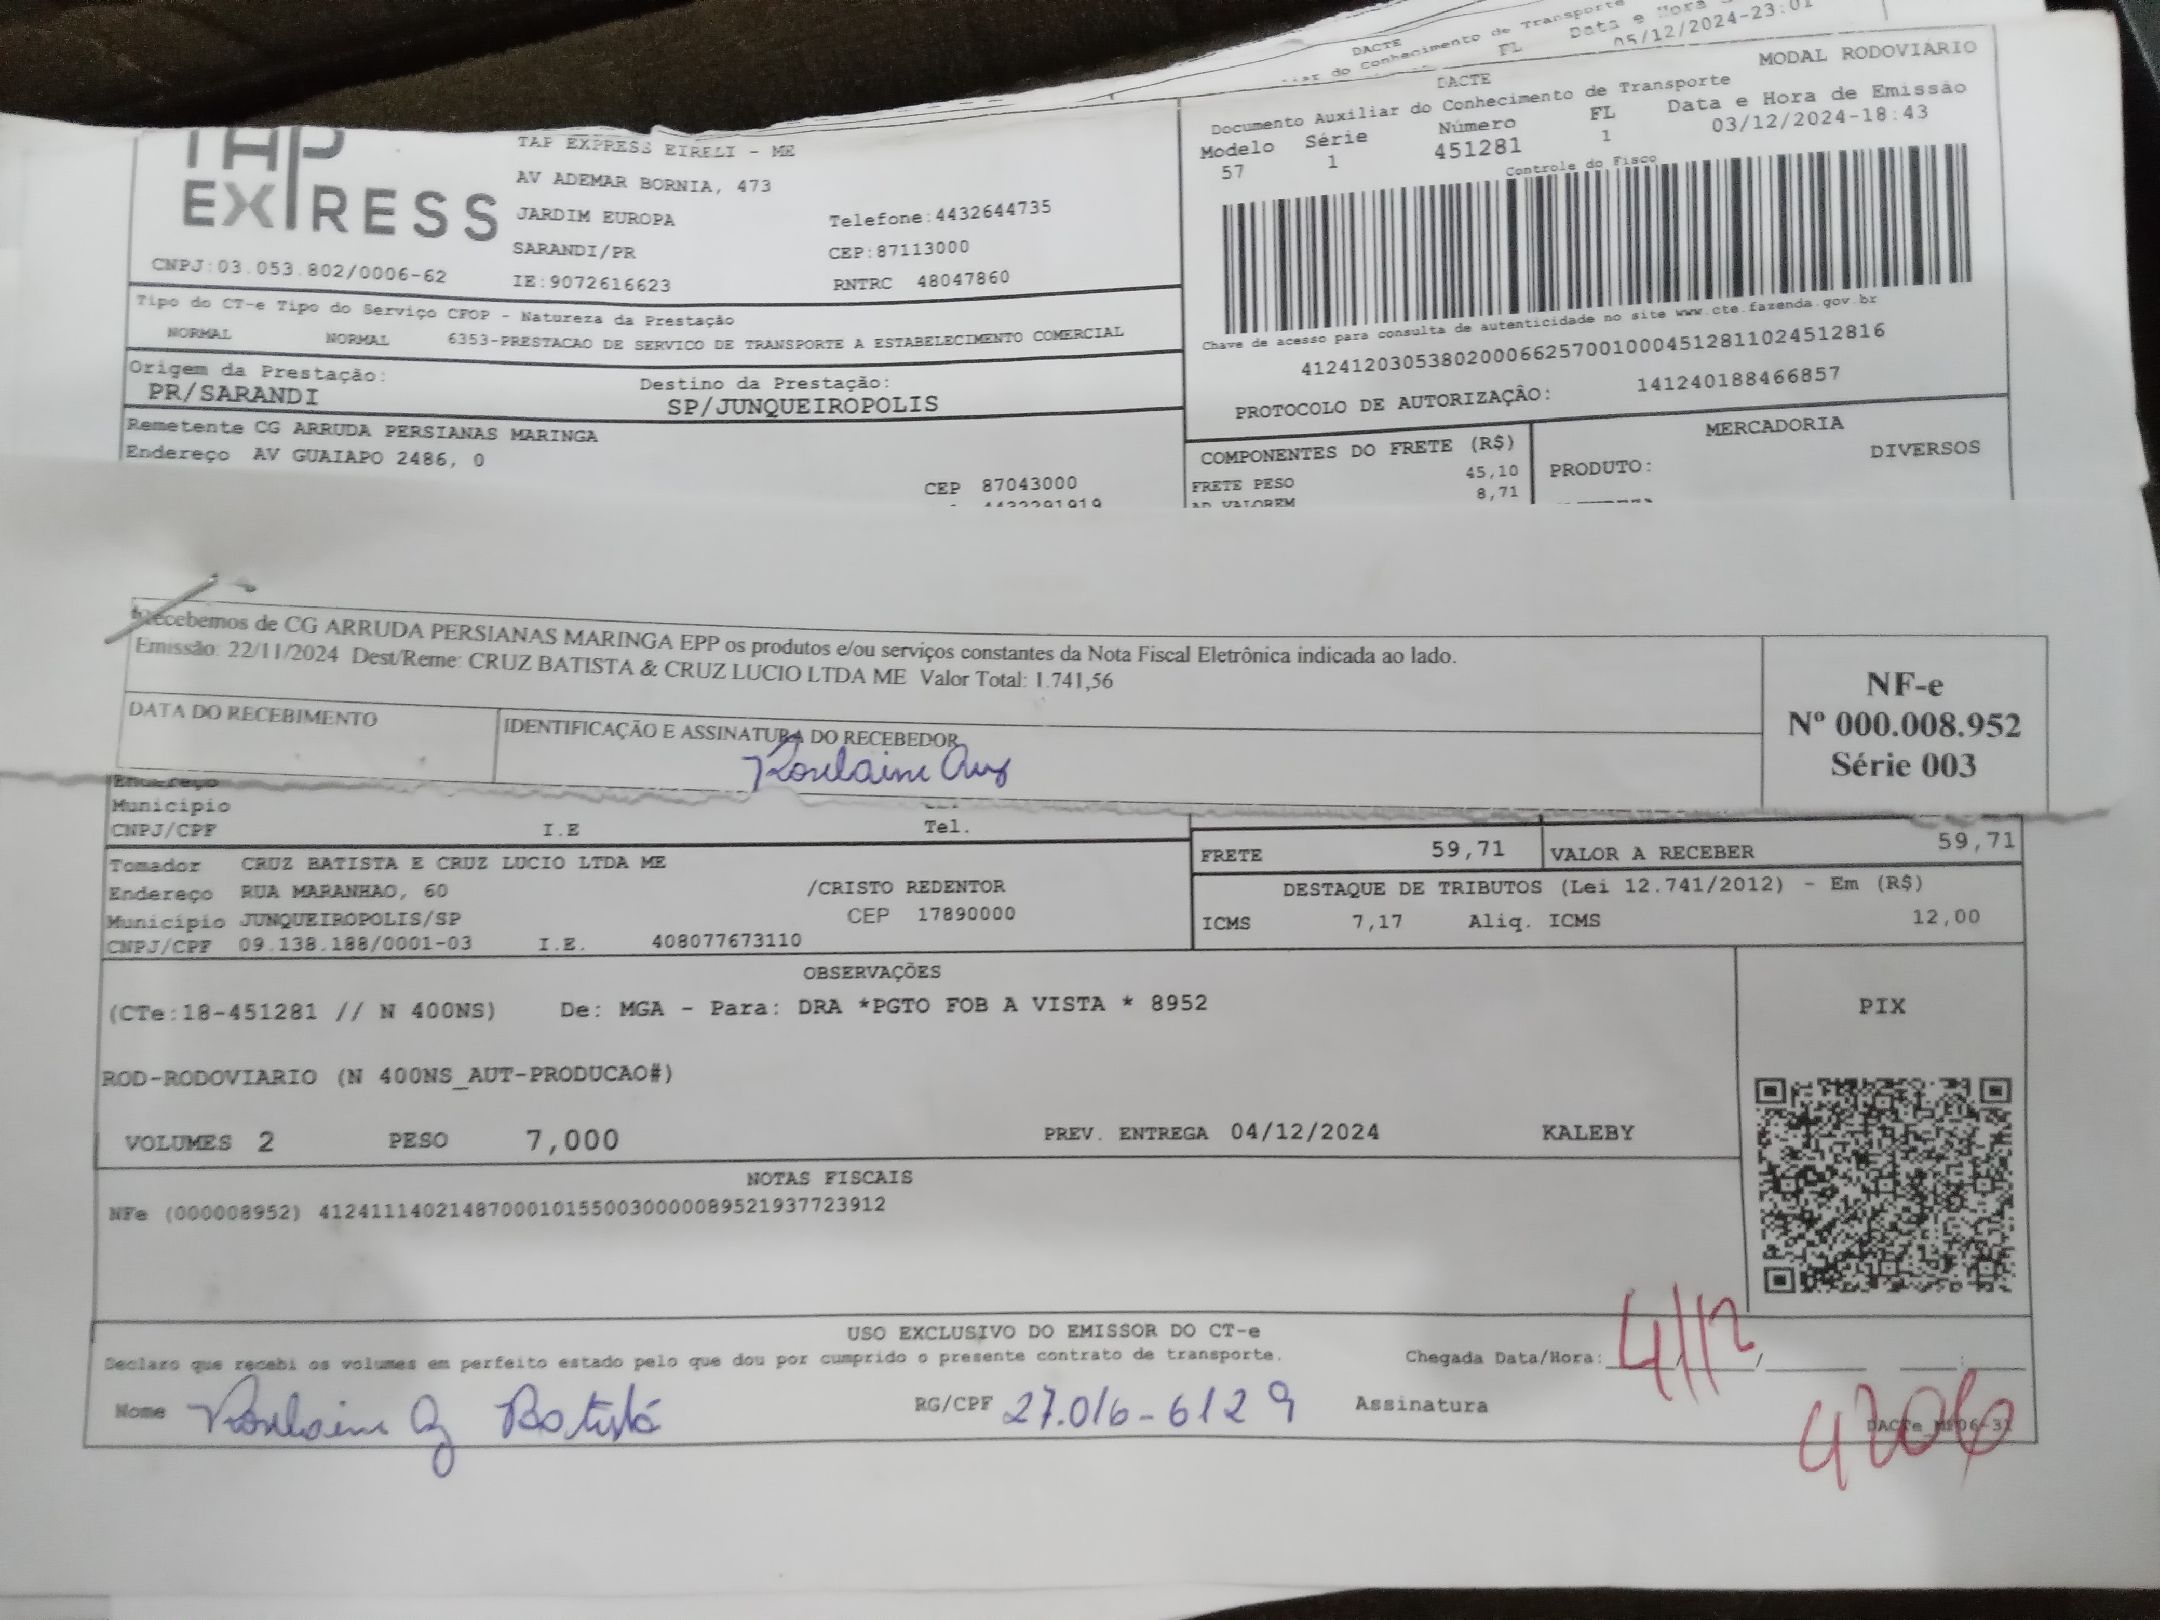 DACTE
do Conhecimento de Transporte
FL
05/12/2024-23:01
TAP EXPRESS
TAP EXPRESS EIRELI - ME
AV ADEMAR BORNIA, 473
JARDIM EUROPA
Telefone:4432644735
SARANDI/PR
CEP:87113000
CNPJ:03.053.802/0006-62
IE:9072616623
RNTRC 48047860
DACTE
MODAL RODOVIÁRIO
Documento Auxiliar do Conhecimento de Transporte
Modelo Série Número FL Data e Hora de Emissão
57 1 451281 1 03/12/2024-18:43
Controle do Fisco
Chave de acesso para consulta de autenticidade no site www.cte.fazenda.gov.br
41241203053802000662570010004512811024512816
PROTOCOLO DE AUTORIZAÇÃO: 141240188466857
Tipo do CT-e Tipo do Serviço CFOP - Natureza da Prestação
NORMAL NORMAL 6353-PRESTACAO DE SERVICO DE TRANSPORTE A ESTABELECIMENTO COMERCIAL
Origem da Prestação: Destino da Prestação:
PR/SARANDI SP/JUNQUEIROPOLIS
Remetente CG ARRUDA PERSIANAS MARINGA
Endereço AV GUAIAPO 2486, 0
CEP 87043000
4432291919
COMPONENTES DO FRETE (R$)
FRETE PESO 45,10
AD VALOREM 8,71
MERCADORIA
PRODUTO: DIVERSOS
Recebemos de CG ARRUDA PERSIANAS MARINGA EPP os produtos e/ou serviços constantes da Nota Fiscal Eletrônica indicada ao lado.
Emissão: 22/11/2024 Dest/Reme: CRUZ BATISTA & CRUZ LUCIO LTDA ME Valor Total: 1.741,56
DATA DO RECEBIMENTO
IDENTIFICAÇÃO E ASSINATURA DO RECEBEDOR
NF-e
Nº 000.008.952
Série 003
Endereço
Município
CNPJ/CPF I.E Tel.
Tomador CRUZ BATISTA E CRUZ LUCIO LTDA ME
Endereço RUA MARANHAO, 60 /CRISTO REDENTOR
Município JUNQUEIROPOLIS/SP CEP 17890000
CNPJ/CPF 09.138.188/0001-03 I.E. 408077673110
FRETE 59,71 VALOR A RECEBER 59,71
DESTAQUE DE TRIBUTOS (Lei 12.741/2012) - Em (R$)
ICMS 7,17 Aliq. ICMS 12,00
OBSERVAÇÕES
(CTe:18-451281 // N 400NS) De: MGA - Para: DRA *PGTO FOB A VISTA * 8952
PIX
ROD-RODOVIARIO (N 400NS_AUT-PRODUCAO#)
VOLUMES 2 PESO 7,000 PREV. ENTREGA 04/12/2024 KALEBY
NOTAS FISCAIS
NFe (000008952) 41241114021487000101550030000089521937723912
USO EXCLUSIVO DO EMISSOR DO CT-e
Declaro que recebi os volumes em perfeito estado pelo que dou por cumprido o presente contrato de transporte.
Chegada Data/Hora: 4/12
Nome Batista RG/CPF 27.016-6129 Assinatura
4206